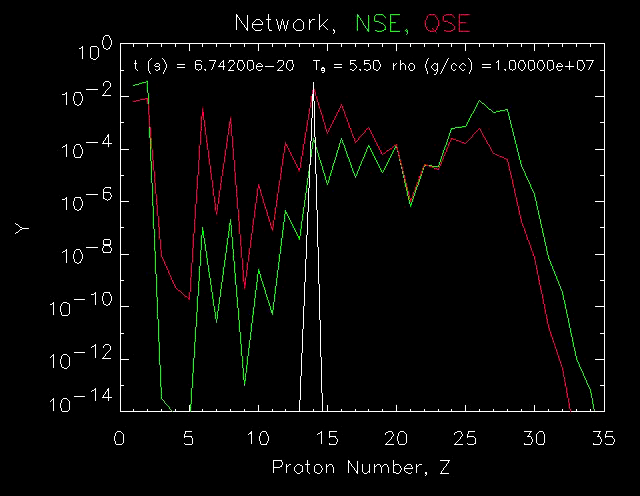 Network, NSE, QSE
t (s) = 6.74200e-20 T₉ = 5.50 rho (g/cc) =1.00000e+07
10⁰
10⁻²
10⁻⁴
10⁻⁶
10⁻⁸
10⁻¹⁰
10⁻¹²
10⁻¹⁴
Y
0 5 10 15 20 25 30 35
Proton Number, Z